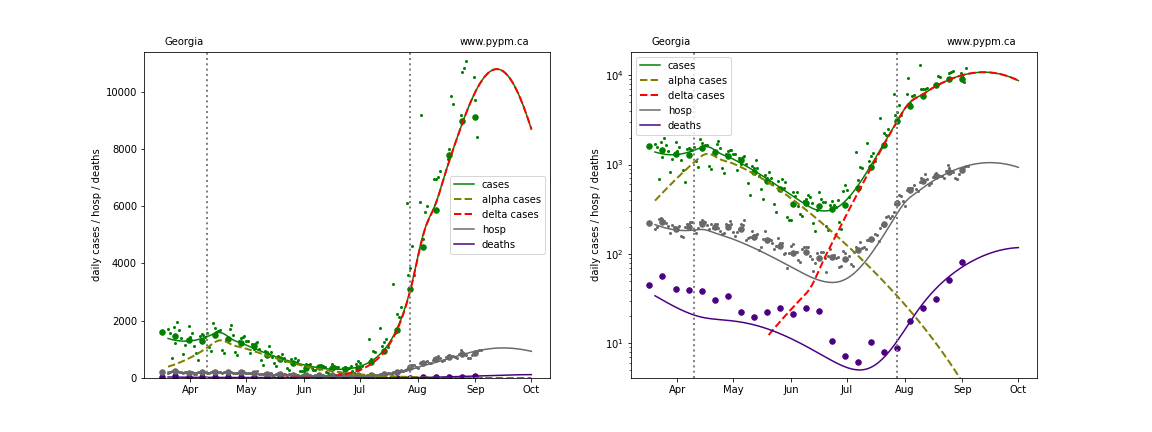 Georgia
www.pypm.ca
daily cases / hosp / deaths
10000
8000
6000
4000
2000
0
cases
alpha cases
delta cases
hosp
deaths
Apr
May
Jun
Jul
Aug
Sep
Oct
Georgia
www.pypm.ca
daily cases / hosp / deaths
10⁴
10³
10²
10¹
cases
alpha cases
delta cases
hosp
deaths
Apr
May
Jun
Jul
Aug
Sep
Oct